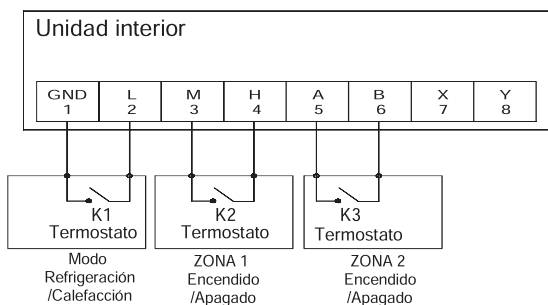 Unidad interior
GND L M H A B X Y
1 2 3 4 5 6 7 8
K1 K2 K3
Termostato Termostato Termostato
Modo
Refrigeración
/Calefacción
ZONA 1
Encendido
/Apagado
ZONA 2
Encendido
/Apagado